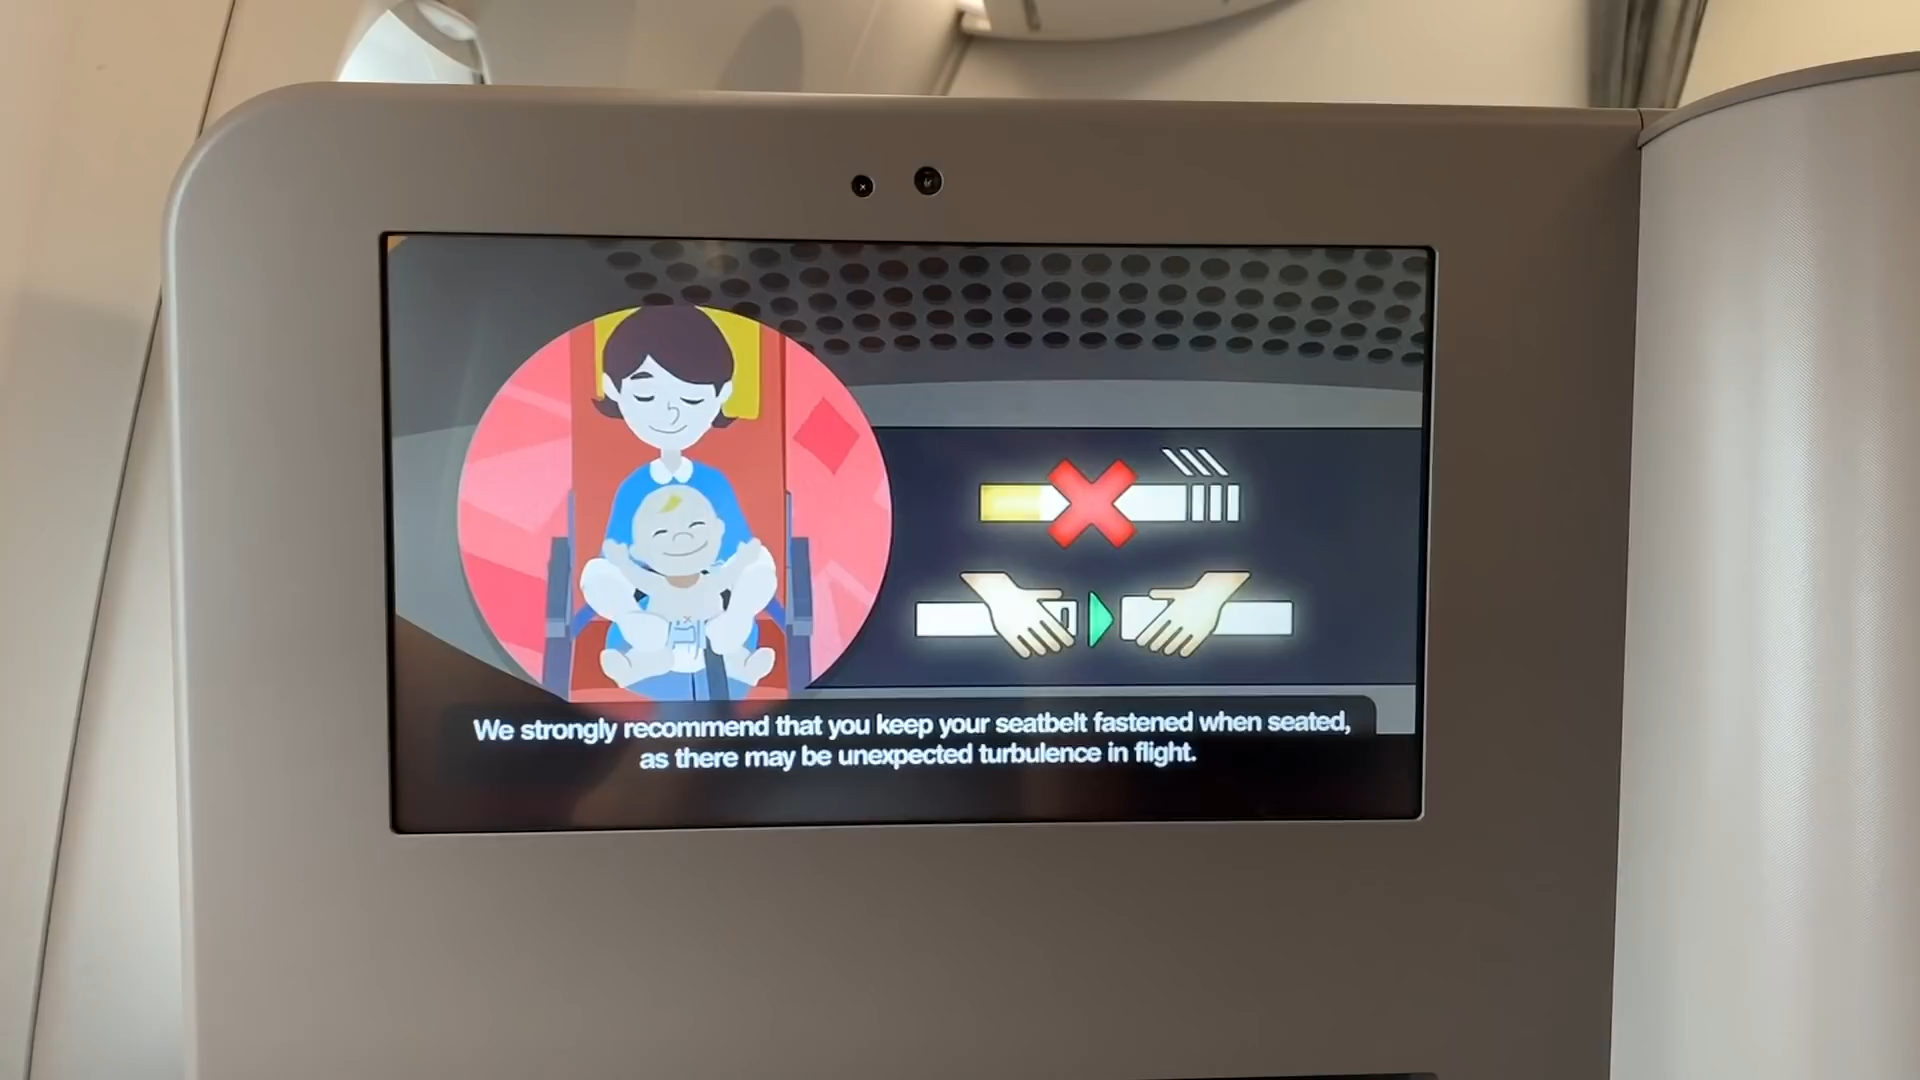 We strongly recommend that you keep your seatbelt fastened when seated,
as there may be unexpected turbulence in flight.